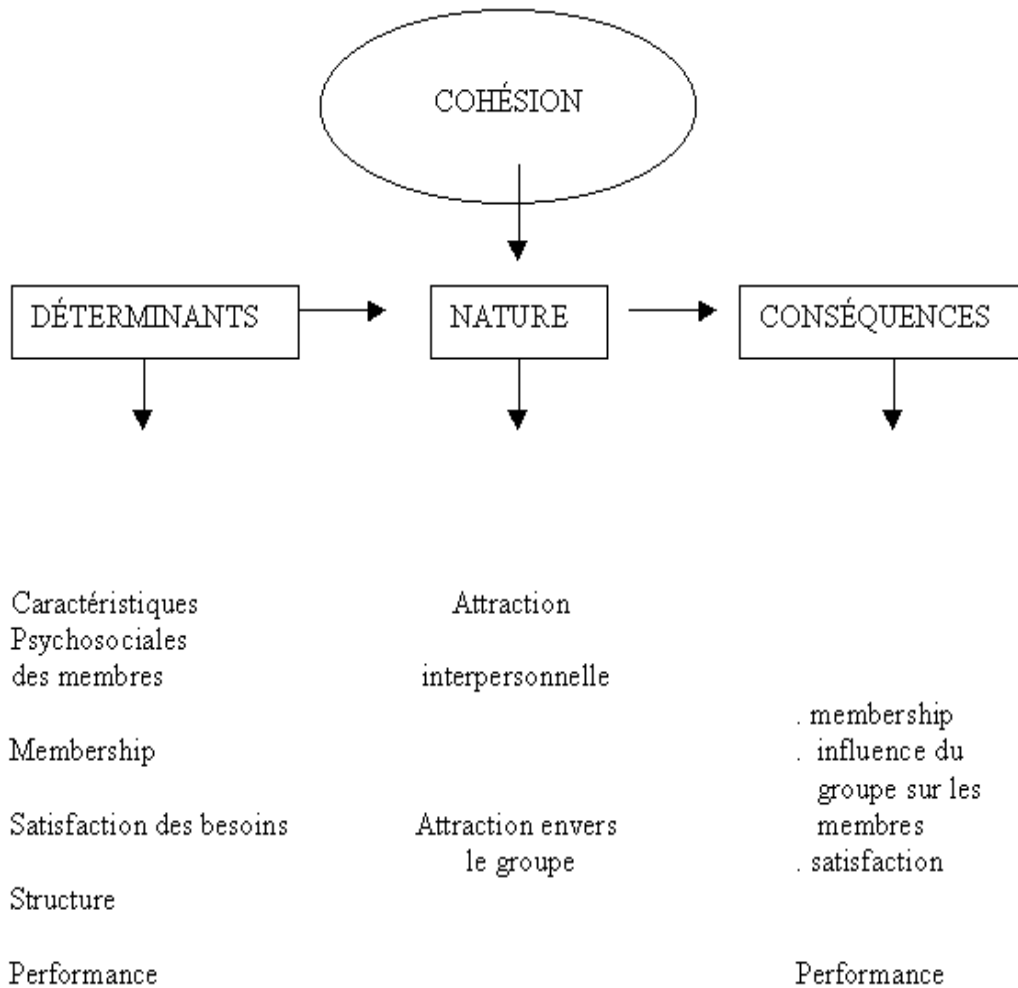 COHÉSION
DÉTERMINANTS
NATURE
CONSÉQUENCES
Caractéristiques
Psychosociales
des membres
Membership
Satisfaction des besoins
Structure
Performance
Attraction
interpersonnelle
Attraction envers
le groupe
. membership
. influence du
groupe sur les
membres
. satisfaction
Performance